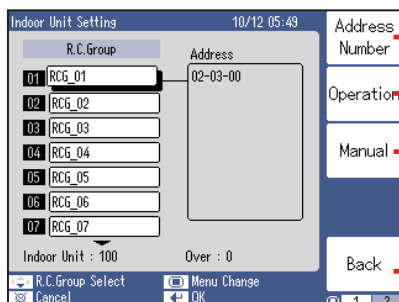 Indoor Unit Setting 10/12 05:49
R.C.Group
Address
01 RCG_01
02-03-00
02 RCG_02
03 RCG_03
04 RCG_04
05 RCG_05
06 RCG_06
07 RCG_07
Indoor Unit : 100 Over : 0
R.C.Group Select Menu Change
Cancel OK
Address
Number
Operation
Manual
Back
1 2